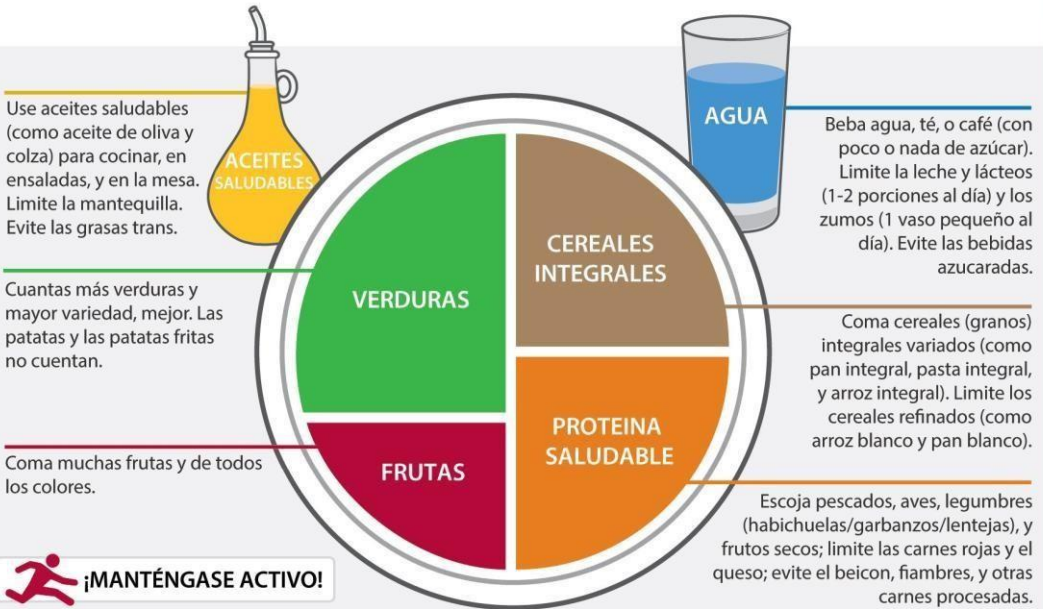 Use aceites saludables
(como aceite de oliva y
colza) para cocinar, en
ensaladas, y en la mesa.
Limite la mantequilla.
Evite las grasas trans.
ACEITES
SALUDABLES
AGUA
Beba agua, té, o café (con
poco o nada de azúcar).
Limite la leche y lácteos
(1-2 porciones al día) y los
zumos (1 vaso pequeño al
día). Evite las bebidas
azucaradas.
Cuantas más verduras y
mayor variedad, mejor. Las
patatas y las patatas fritas
no cuentan.
VERDURAS
CEREALES
INTEGRALES
Coma cereales (granos)
integrales variados (como
pan integral, pasta integral,
y arroz integral). Limite los
cereales refinados (como
arroz blanco y pan blanco).
Coma muchas frutas y de todos
los colores.
FRUTAS
PROTEINA
SALUDABLE
Escoja pescados, aves, legumbres
(habichuelas/garbanzos/lentejas), y
frutos secos; limite las carnes rojas y el
queso; evite el beicon, fiambres, y otras
carnes procesadas.
¡MANTÉNGASE ACTIVO!